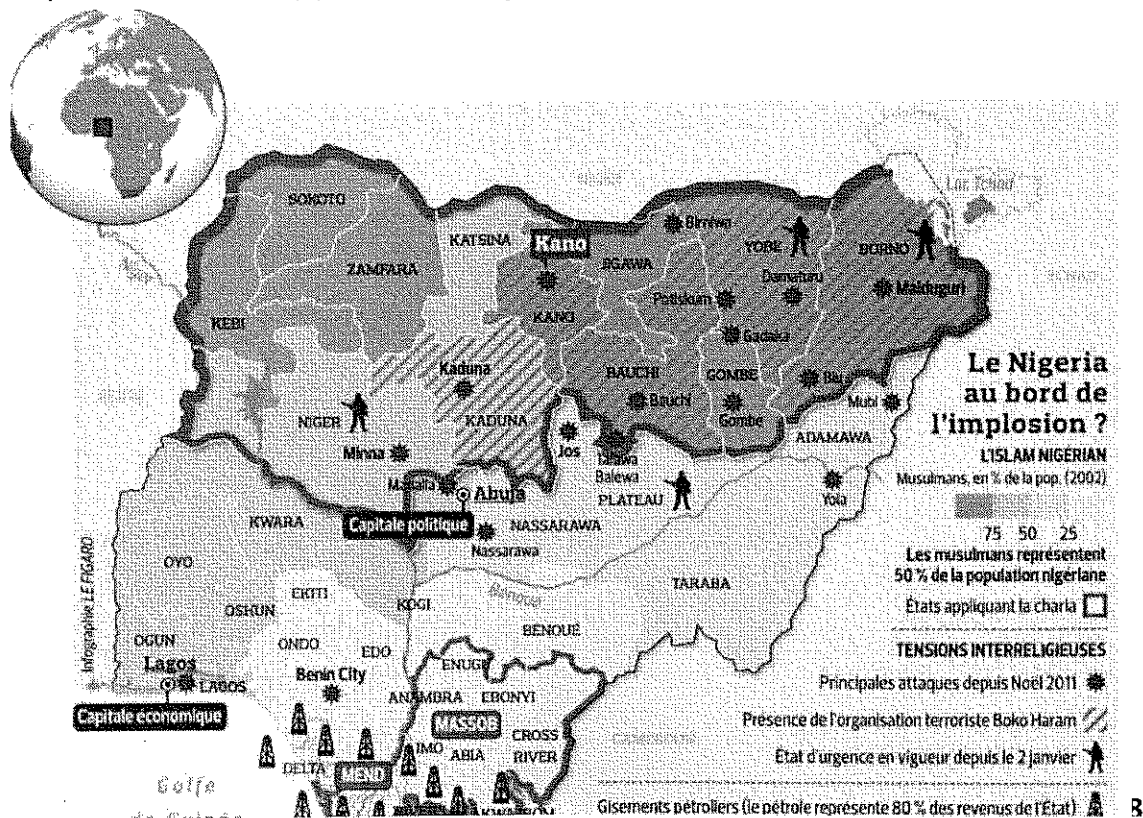 Lac Tchad
SOKOTO
KATSINA
Kano
Birniwa
YOBE
BORNO
ZAMFARA
JIGAWA
Damaturu
Maiduguri
Potiskum
KEBI
KANO
Gadaka
Kaduna
BAUCHI
GOMBE
Bauchi
Gombe
Mubi
NIGER
KADUNA
ADAMAWA
Minna
Jos
Balewa
PLATEAU
Yola
Abuja
Capitale politique
KWARA
NASSARAWA
Nassarawa
OYO
TARABA
EKITI
KOGI
OSHUN
BENOUÉ
OGUN
ONDO
EDO
ENUGU
Lagos
LAGOS
Benin City
ANAMBRA
EBONYI
Capitale économique
MASSOB
CROSS
RIVER
IMO
ABIA
DELTA
MEND
Golfe
de Guinée
Infographie LE FIGARO
Le Nigeria
au bord de
l'implosion ?
L'ISLAM NIGÉRIAN
Musulmans, en % de la pop. (2002)
75 50 25
Les musulmans représentent
50 % de la population nigériane
États appliquant la charia
TENSIONS INTERRELIGIEUSES
Principales attaques depuis Noël 2011
Présence de l'organisation terroriste Boko Haram
Etat d'urgence en vigueur depuis le 2 janvier
Gisements pétroliers (le pétrole représente 80 % des revenus de l'Etat)